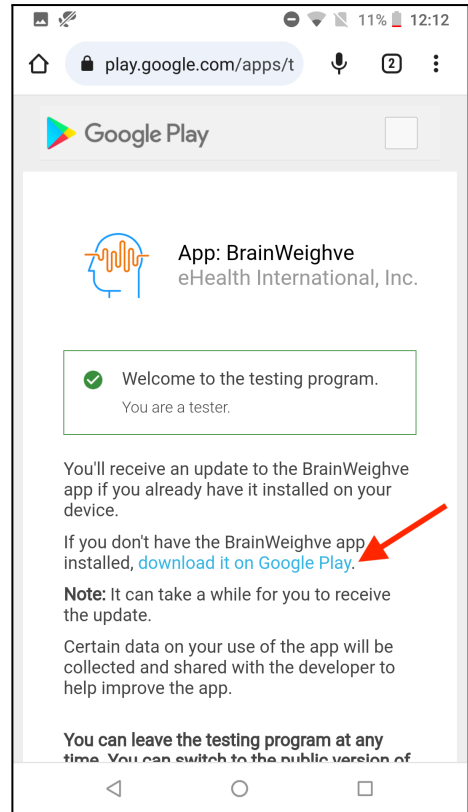 11% 12:12
play.google.com/apps/t 2
Google Play
App: BrainWeighve
eHealth International, Inc.
Welcome to the testing program.
You are a tester.
You'll receive an update to the BrainWeighve
app if you already have it installed on your
device.
If you don't have the BrainWeighve app
installed, download it on Google Play.
Note: It can take a while for you to receive
the update.
Certain data on your use of the app will be
collected and shared with the developer to
help improve the app.
You can leave the testing program at any
time. You can switch to the public version of